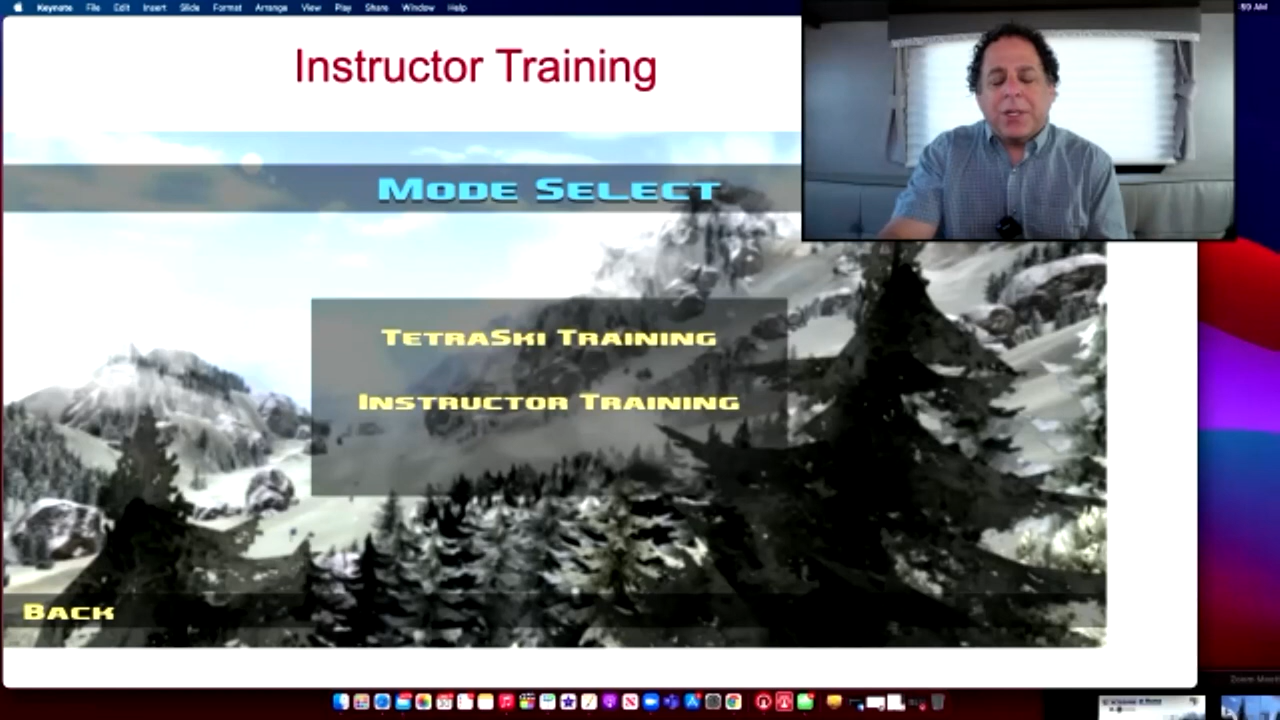 Keynote File Edit Insert Slide Format Arrange View Play Share Window Help
Instructor Training
MODE SELECT
TETRASKI TRAINING
INSTRUCTOR TRAINING
BACK